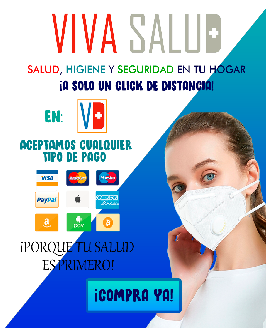 VIVA SALUD
SALUD, HIGIENE Y SEGURIDAD EN TU HOGAR
¡A SOLO UN CLICK DE DISTANCIA!
EN:
ACEPTAMOS CUALQUIER
TIPO DE PAGO
VISA
PayPal
¡PORQUE TU SALUD
ES PRIMERO!
¡COMPRA YA!